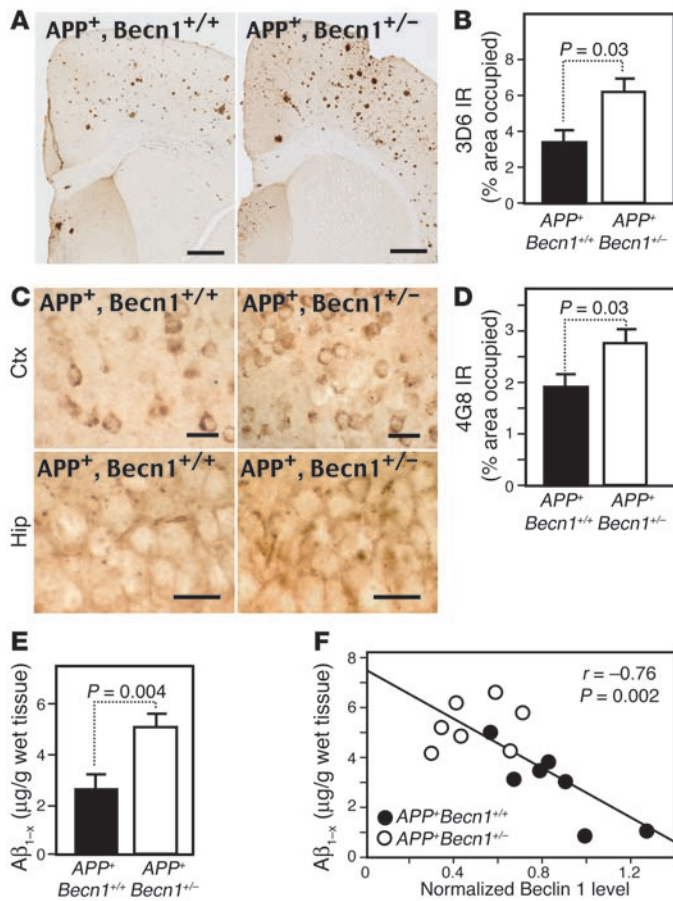 A
APP⁺, Becn1⁺/⁺
APP⁺, Becn1⁺/⁻
B
P = 0.03
3D6 IR
(% area occupied)
8
6
4
2
0
APP⁺
Becn1⁺/⁺
APP⁺
Becn1⁺/⁻
C
Ctx
APP⁺, Becn1⁺/⁺
APP⁺, Becn1⁺/⁻
Hip
APP⁺, Becn1⁺/⁺
APP⁺, Becn1⁺/⁻
D
P = 0.03
4G8 IR
(% area occupied)
3
2
1
0
APP⁺
Becn1⁺/⁺
APP⁺
Becn1⁺/⁻
E
P = 0.004
Aβ₁₋ₓ (µg/g wet tissue)
6
4
2
0
APP⁺
Becn1⁺/⁺
APP⁺
Becn1⁺/⁻
F
r = –0.76
P = 0.002
Aβ₁₋ₓ (µg/g wet tissue)
8
6
4
2
0
APP⁺Becn1⁺/⁺
APP⁺Becn1⁺/⁻
0 0.4 0.8 1.2
Normalized Beclin 1 level